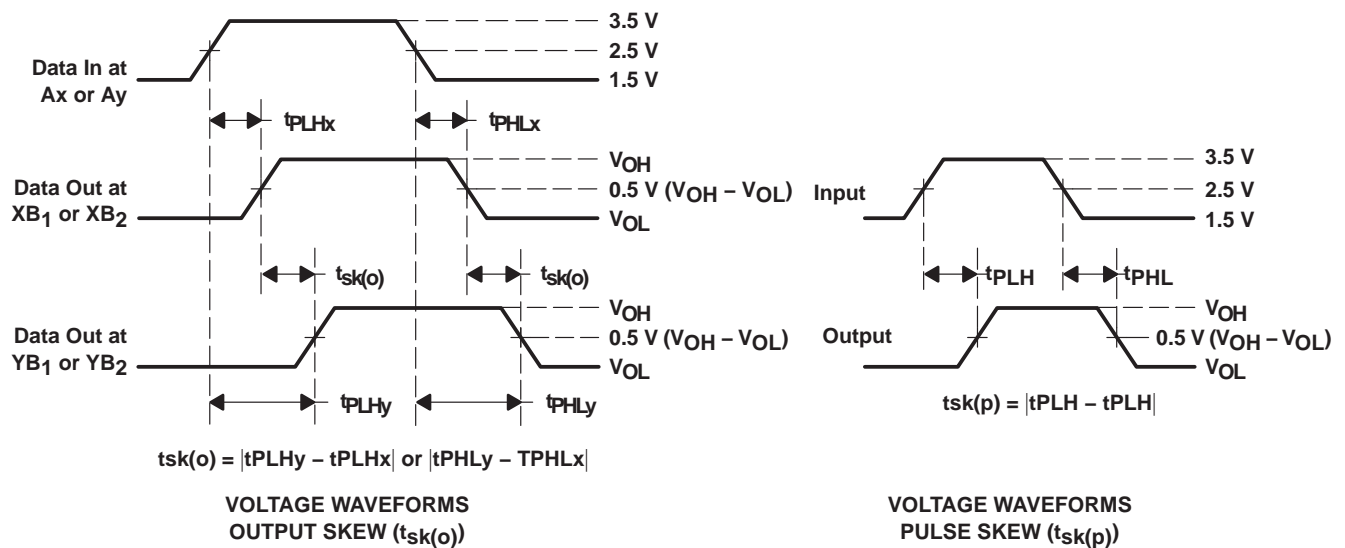 3.5 V
2.5 V
1.5 V
Data In at
Ax or Ay
tPLHx
tPHLx
VOH
0.5 V (VOH – VOL)
VOL
Data Out at
XB1 or XB2
tsk(o)
tsk(o)
VOH
0.5 V (VOH – VOL)
VOL
Data Out at
YB1 or YB2
tPLHy
tPHLy
tsk(o) = |tPLHy – tPLHx| or |tPHLy – TPHLx|
VOLTAGE WAVEFORMS
OUTPUT SKEW (tsk(o))
3.5 V
2.5 V
1.5 V
Input
tPLH
tPHL
VOH
0.5 V (VOH – VOL)
VOL
Output
tsk(p) = |tPLH – tPLH|
VOLTAGE WAVEFORMS
PULSE SKEW (tsk(p))